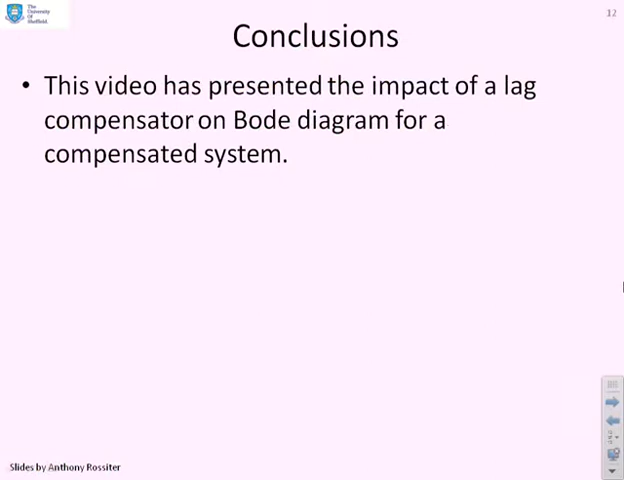 The
University
Of
Sheffield.
12
Conclusions
• This video has presented the impact of a lag
compensator on Bode diagram for a
compensated system.
Slides by Anthony Rossiter